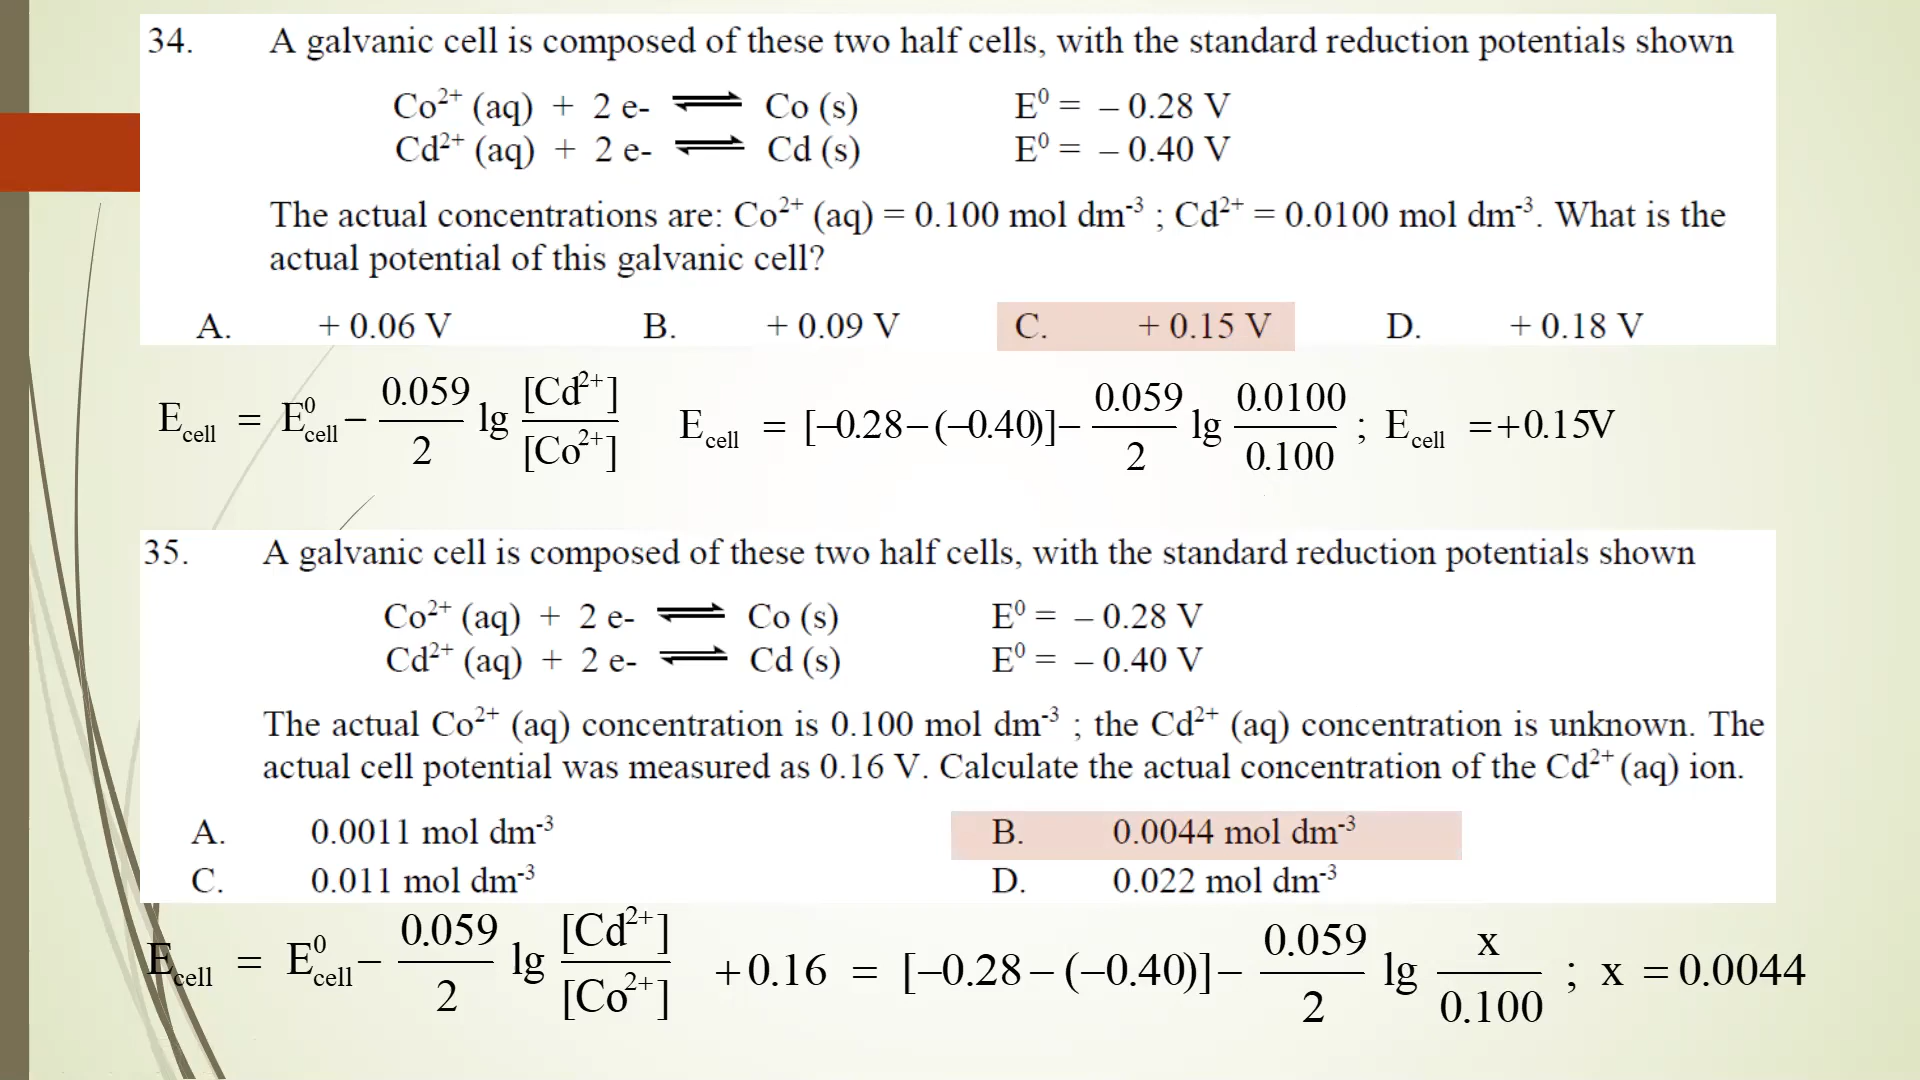 34. A galvanic cell is composed of these two half cells, with the standard reduction potentials shown
Co²⁺ (aq) + 2 e- ⇌ Co (s) E⁰ = – 0.28 V
Cd²⁺ (aq) + 2 e- ⇌ Cd (s) E⁰ = – 0.40 V
The actual concentrations are: Co²⁺ (aq) = 0.100 mol dm⁻³ ; Cd²⁺ = 0.0100 mol dm⁻³. What is the
actual potential of this galvanic cell?
A. + 0.06 V B. + 0.09 V C. + 0.15 V D. + 0.18 V
E_cell = E⁰_cell − 0.059/2 lg [Cd²⁺]/[Co²⁺] E_cell = [−0.28−(−0.40)]− 0.059/2 lg 0.0100/0.100 ; E_cell =+0.15V
35. A galvanic cell is composed of these two half cells, with the standard reduction potentials shown
Co²⁺ (aq) + 2 e- ⇌ Co (s) E⁰ = – 0.28 V
Cd²⁺ (aq) + 2 e- ⇌ Cd (s) E⁰ = – 0.40 V
The actual Co²⁺ (aq) concentration is 0.100 mol dm⁻³ ; the Cd²⁺ (aq) concentration is unknown. The
actual cell potential was measured as 0.16 V. Calculate the actual concentration of the Cd²⁺ (aq) ion.
A. 0.0011 mol dm⁻³ B. 0.0044 mol dm⁻³
C. 0.011 mol dm⁻³ D. 0.022 mol dm⁻³
E_cell = E⁰_cell − 0.059/2 lg [Cd²⁺]/[Co²⁺] +0.16 = [−0.28−(−0.40)]− 0.059/2 lg x/0.100 ; x =0.0044